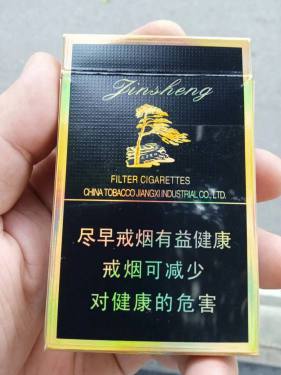 Jinsheng
FILTER CIGARETTES
CHINA TOBACCO JIANGXI INDUSTRIAL CO., LTD.
尽早戒烟有益健康
戒烟可减少
对健康的危害